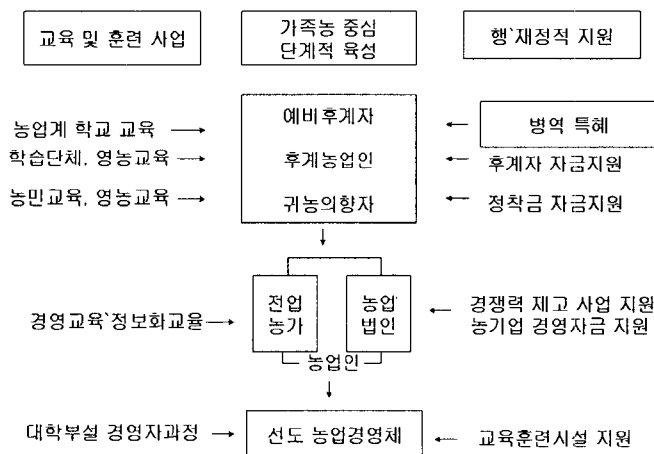 교육 및 훈련 사업
가족농 중심
단계적 육성
행`재정적 지원
농업계 학교 교육
예비후계자
병역 특혜
학습단체, 영농교육
후계농업인
후계자 자금지원
농민교육, 영농교육
귀농의향자
정착금 자금지원
경영교육`정보화교율
전업
농가
농업
법인
경쟁력 재고 사업 지원
농기업 경영자금 지원
농업인
대학부설 경영자과정
선도 농업경영체
교육훈련시설 지원